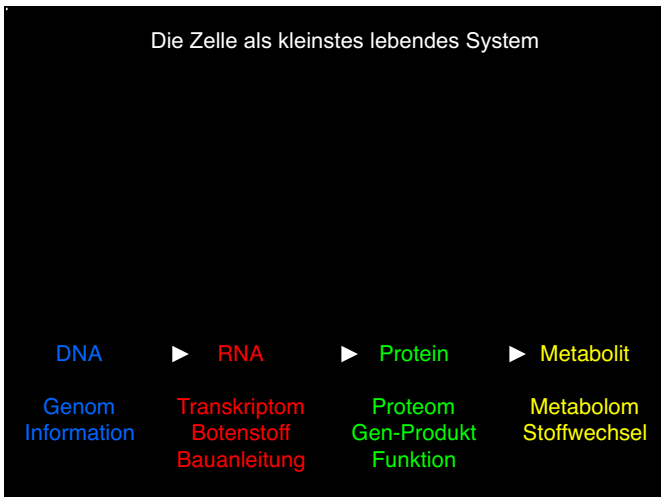 Die Zelle als kleinstes lebendes System
DNA ► RNA ► Protein ► Metabolit
Genom Transkriptom Proteom Metabolom
Information Botenstoff Gen-Produkt Stoffwechsel
Bauanleitung Funktion